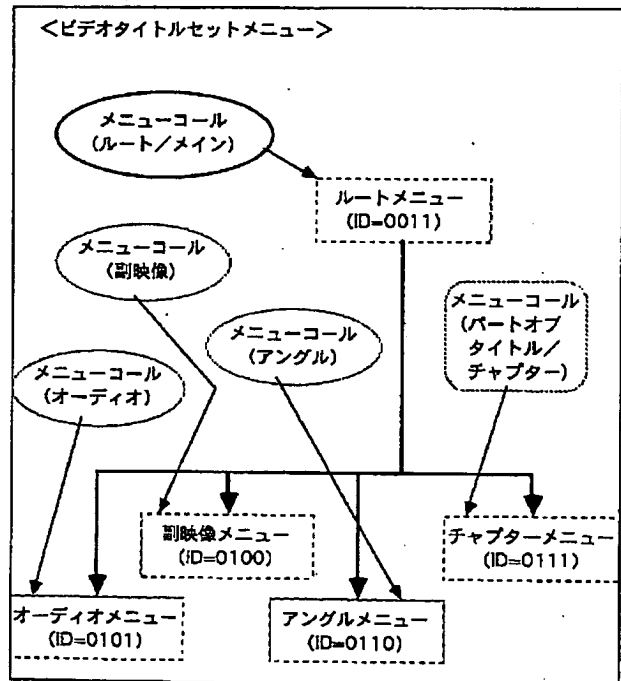 ＜ビデオタイトルセットメニュー＞
メニューコール
(ルート／メイン)
ルートメニュー
(ID=0011)
メニューコール
(副映像)
メニューコール
(アングル)
メニューコール
(パートオブ
タイトル／
チャプター)
メニューコール
(オーディオ)
副映像メニュー
(ID=0100)
チャプターメニュー
(ID=0111)
オーディオメニュー
(ID=0101)
アングルメニュー
(ID=0110)